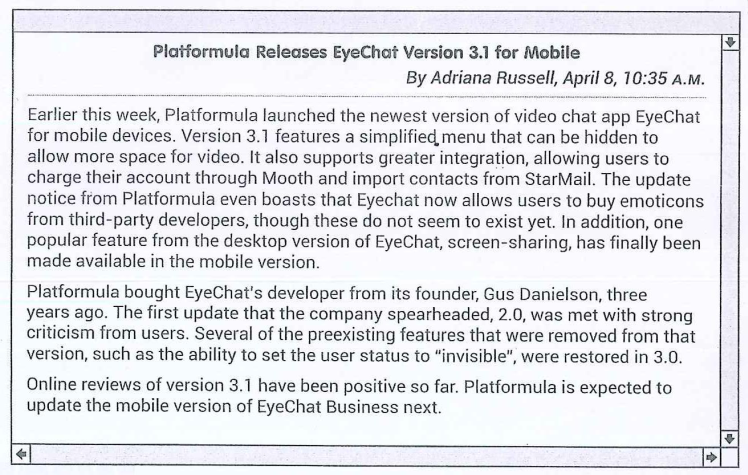 Platformula Releases EyeChat Version 3.1 for Mobile
By Adriana Russell, April 8, 10:35 A.M.
Earlier this week, Platformula launched the newest version of video chat app EyeChat
for mobile devices. Version 3.1 features a simplified menu that can be hidden to
allow more space for video. It also supports greater integration, allowing users to
charge their account through Mooth and import contacts from StarMail. The update
notice from Platformula even boasts that Eyechat now allows users to buy emoticons
from third-party developers, though these do not seem to exist yet. In addition, one
popular feature from the desktop version of EyeChat, screen-sharing, has finally been
made available in the mobile version.
Platformula bought EyeChat's developer from its founder, Gus Danielson, three
years ago. The first update that the company spearheaded, 2.0, was met with strong
criticism from users. Several of the preexisting features that were removed from that
version, such as the ability to set the user status to "invisible", were restored in 3.0.
Online reviews of version 3.1 have been positive so far. Platformula is expected to
update the mobile version of EyeChat Business next.